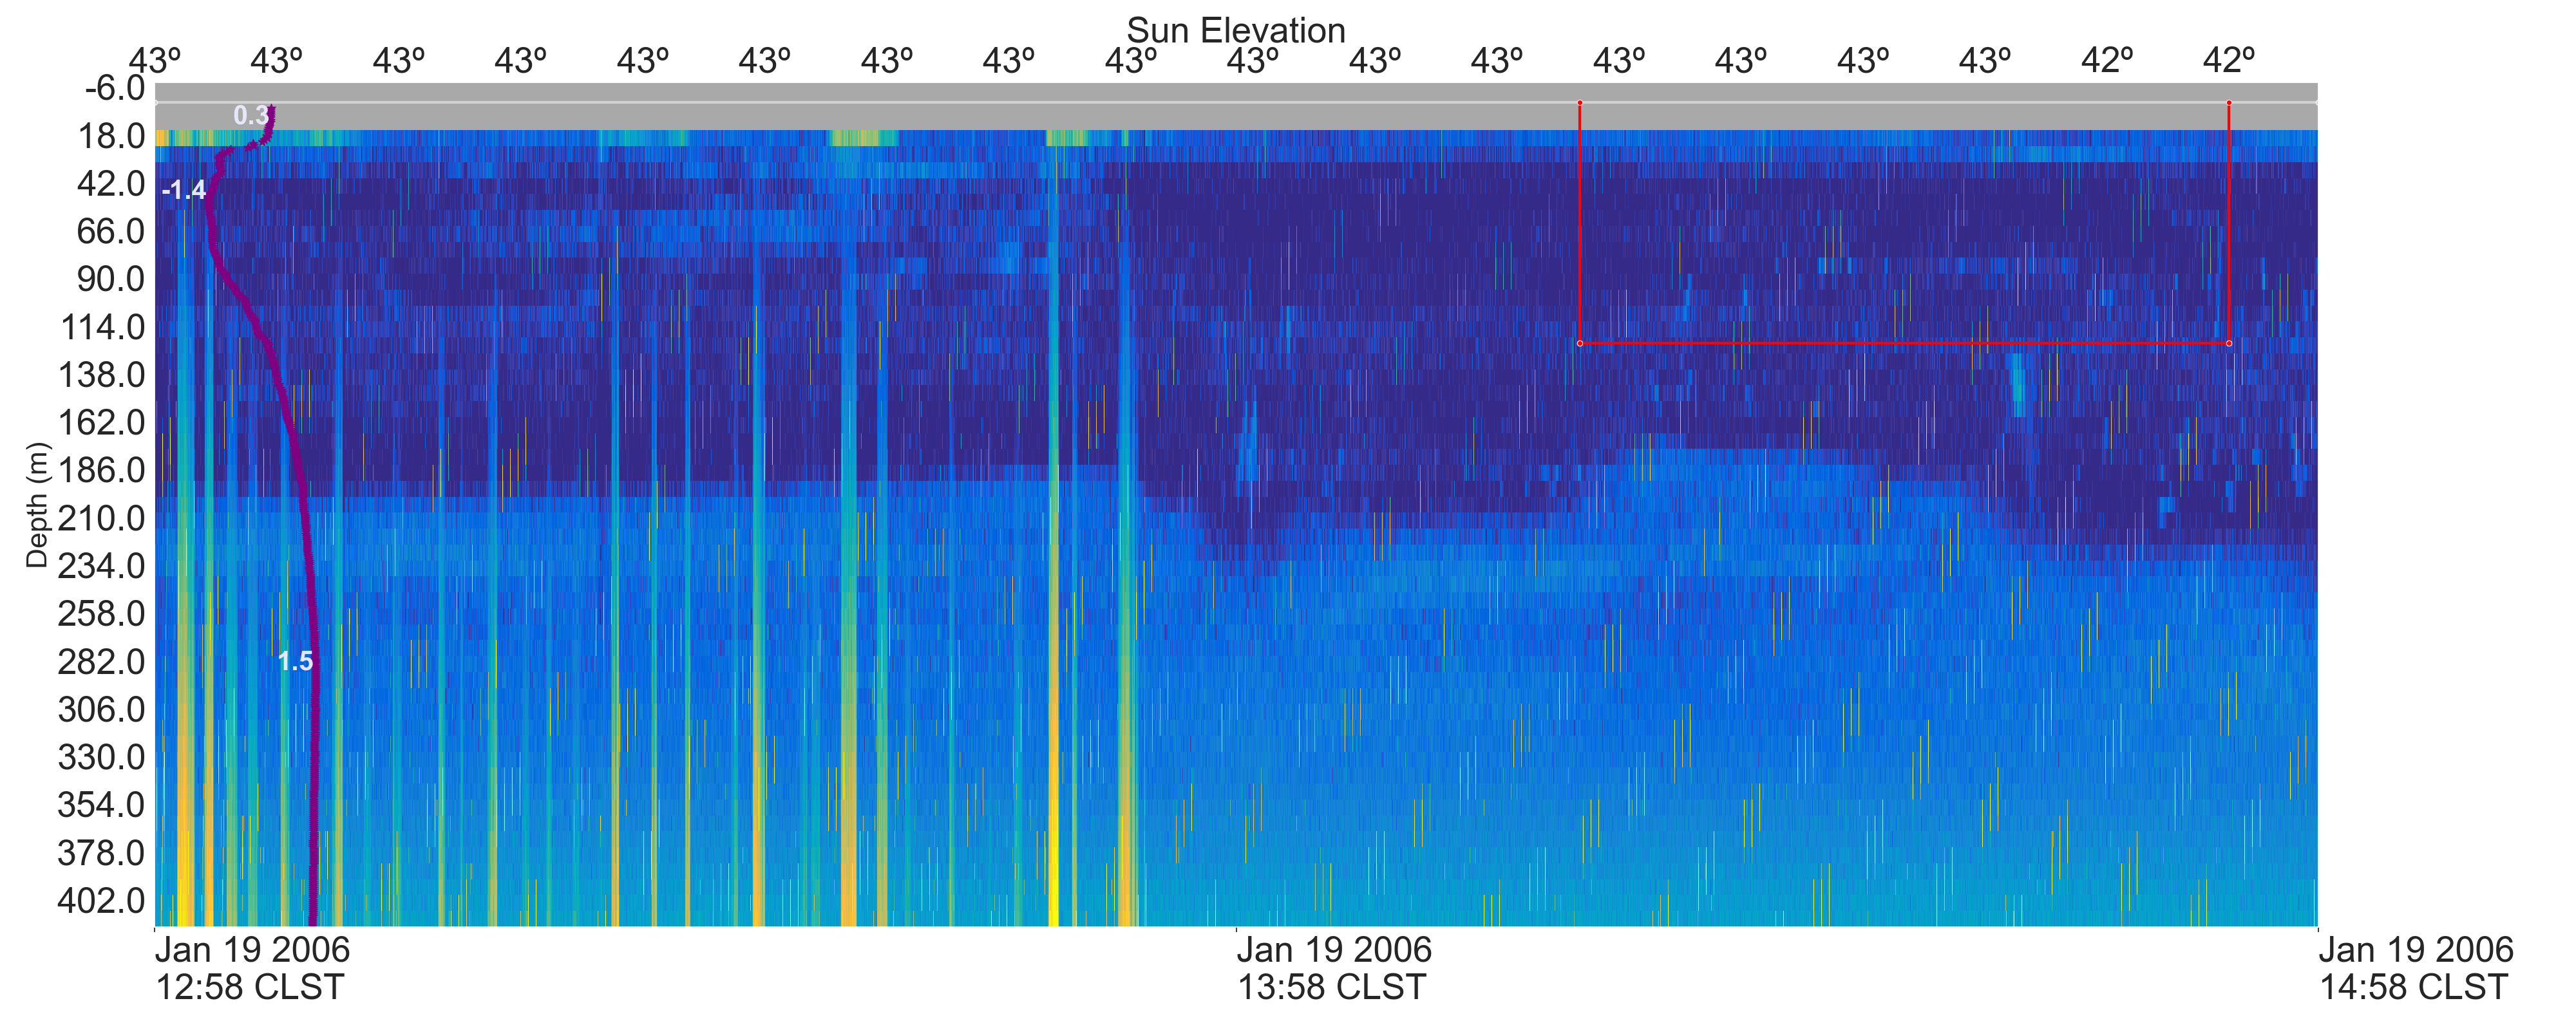 Sun Elevation
43º 43º 43º 43º 43º 43º 43º 43º 43º 43º 43º 43º 43º 43º 43º 43º 42º 42º
-6.0
0.3
18.0
42.0
-1.4
66.0
90.0
114.0
138.0
162.0
Depth (m)
186.0
210.0
234.0
258.0
282.0
1.5
306.0
330.0
354.0
378.0
402.0
Jan 19 2006
12:58 CLST
Jan 19 2006
13:58 CLST
Jan 19 2006
14:58 CLST